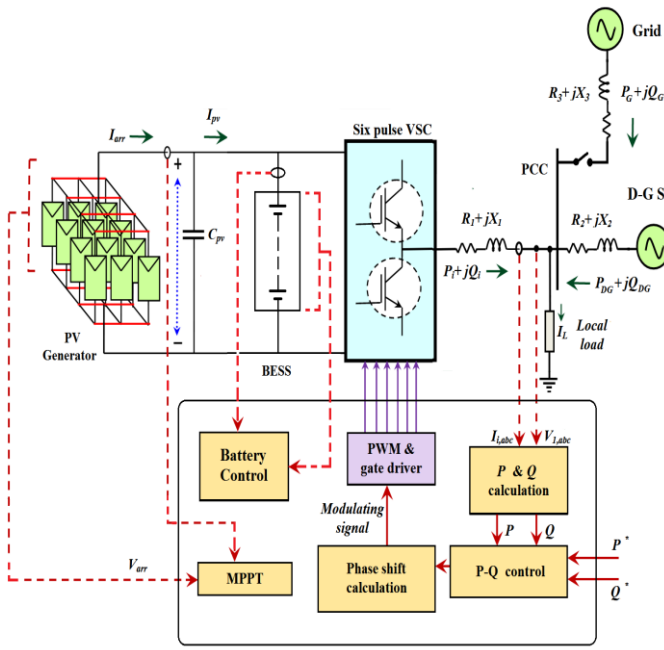 Grid
R3+jX3
PG+jQG
Ipv
Iarr
Six pulse VSC
PCC
D-G S
+
Cpv
R1+jX1
R2+jX2
Pi+jQi
PDG+jQDG
−
IL
Local
load
PV
Generator
BESS
Ii,abc
V1,abc
Battery
Control
PWM &
gate driver
P & Q
calculation
Modulating
signal
P
Q
Varr
MPPT
Phase shift
calculation
P-Q control
P*
Q*